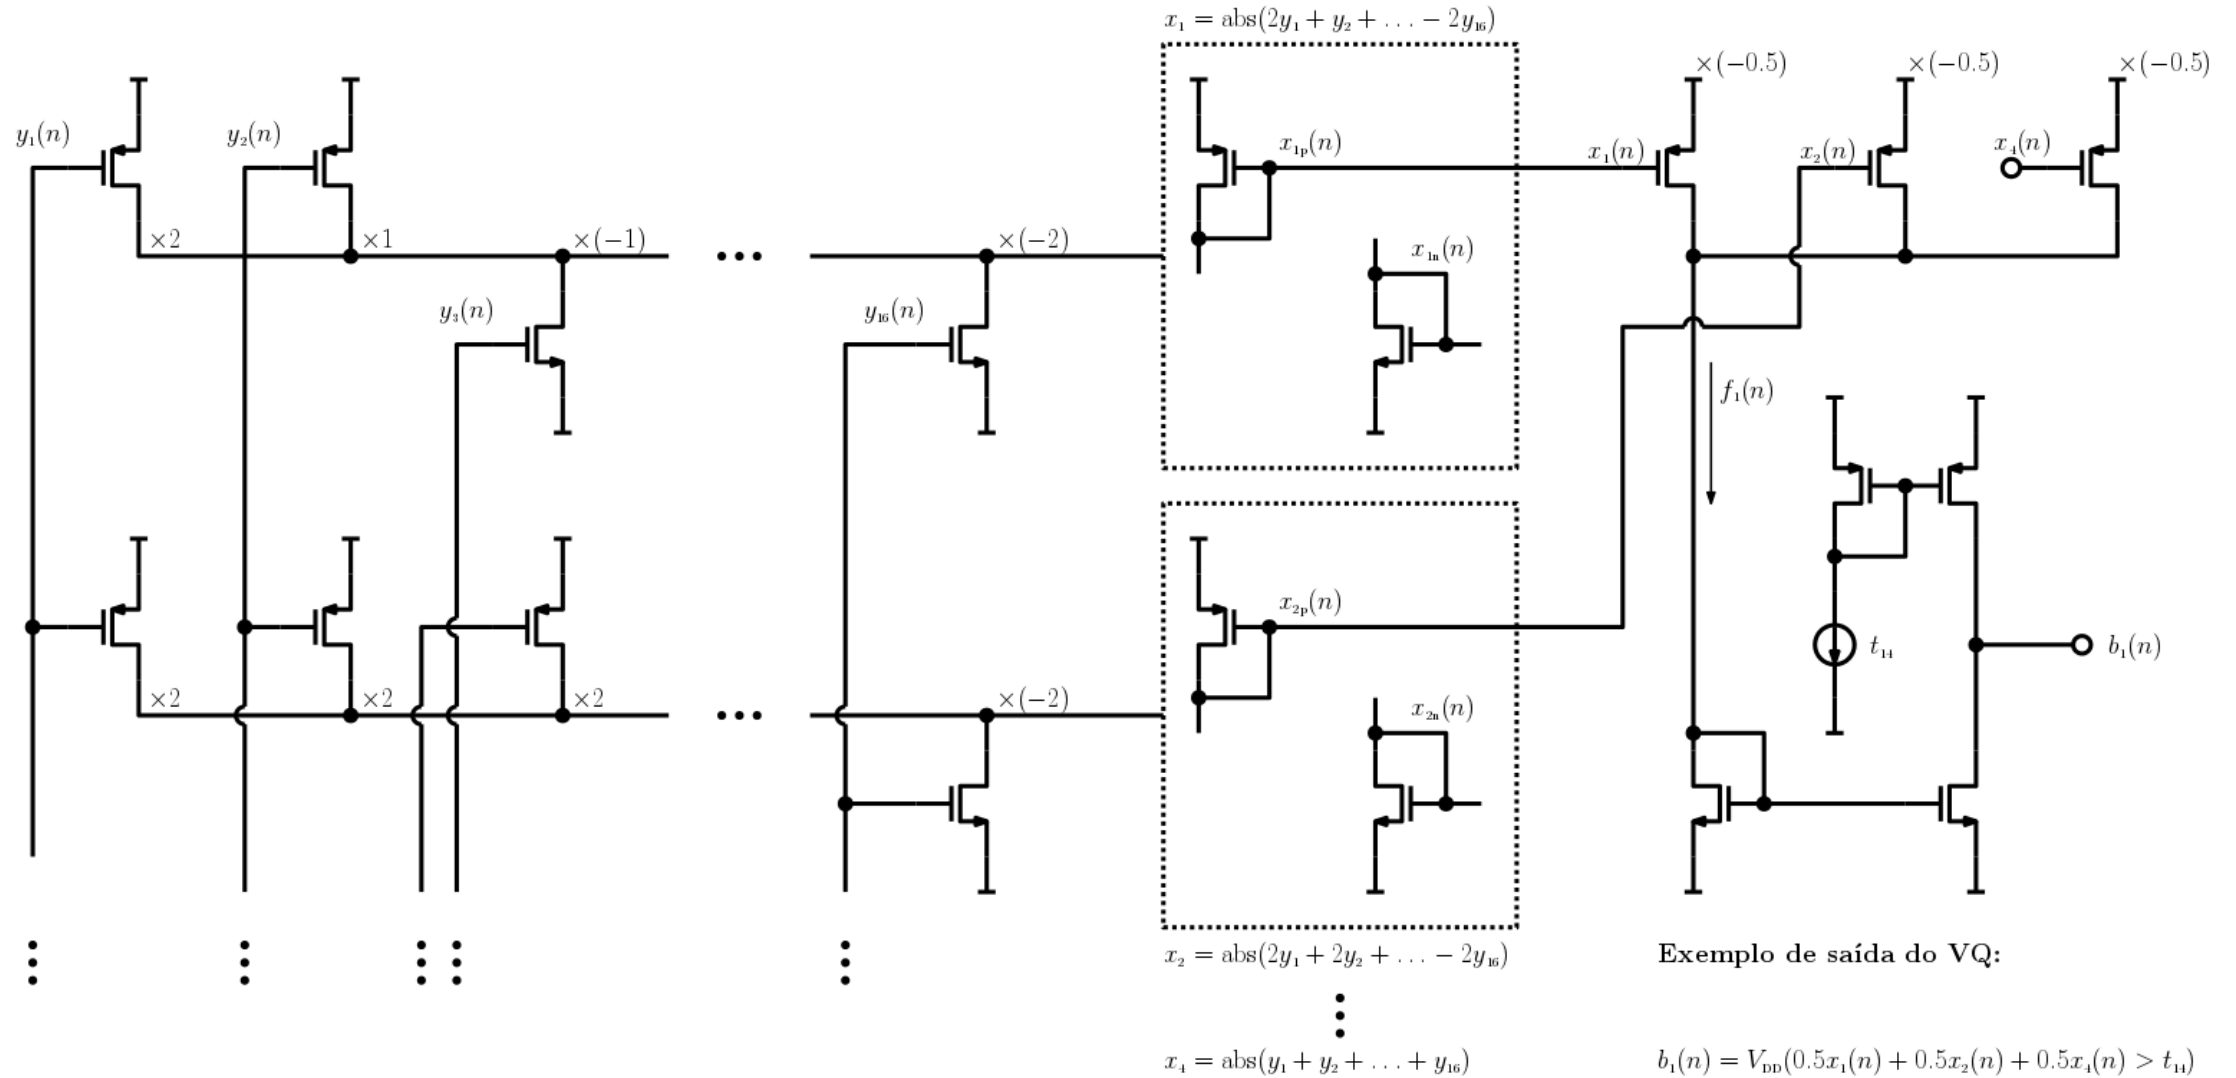 x₁ = abs(2y₁ + y₂ + . . . − 2y₁₆)
×(−0.5) ×(−0.5) ×(−0.5)
y₁(n) y₂(n) x₁ₚ(n) x₁(n) x₂(n) x₄(n)
×2 ×1 ×(−1) ••• ×(−2) x₁ₙ(n)
y₃(n) y₁₆(n)
f₁(n)
x₂ₚ(n)
t₁₄ b₁(n)
×2 ×2 ×2 ••• ×(−2) x₂ₙ(n)
x₂ = abs(2y₁ + 2y₂ + . . . − 2y₁₆)
Exemplo de saída do VQ:
x₄ = abs(y₁ + y₂ + . . . + y₁₆)
b₁(n) = V_DD(0.5x₁(n) + 0.5x₂(n) + 0.5x₄(n) > t₁₄)